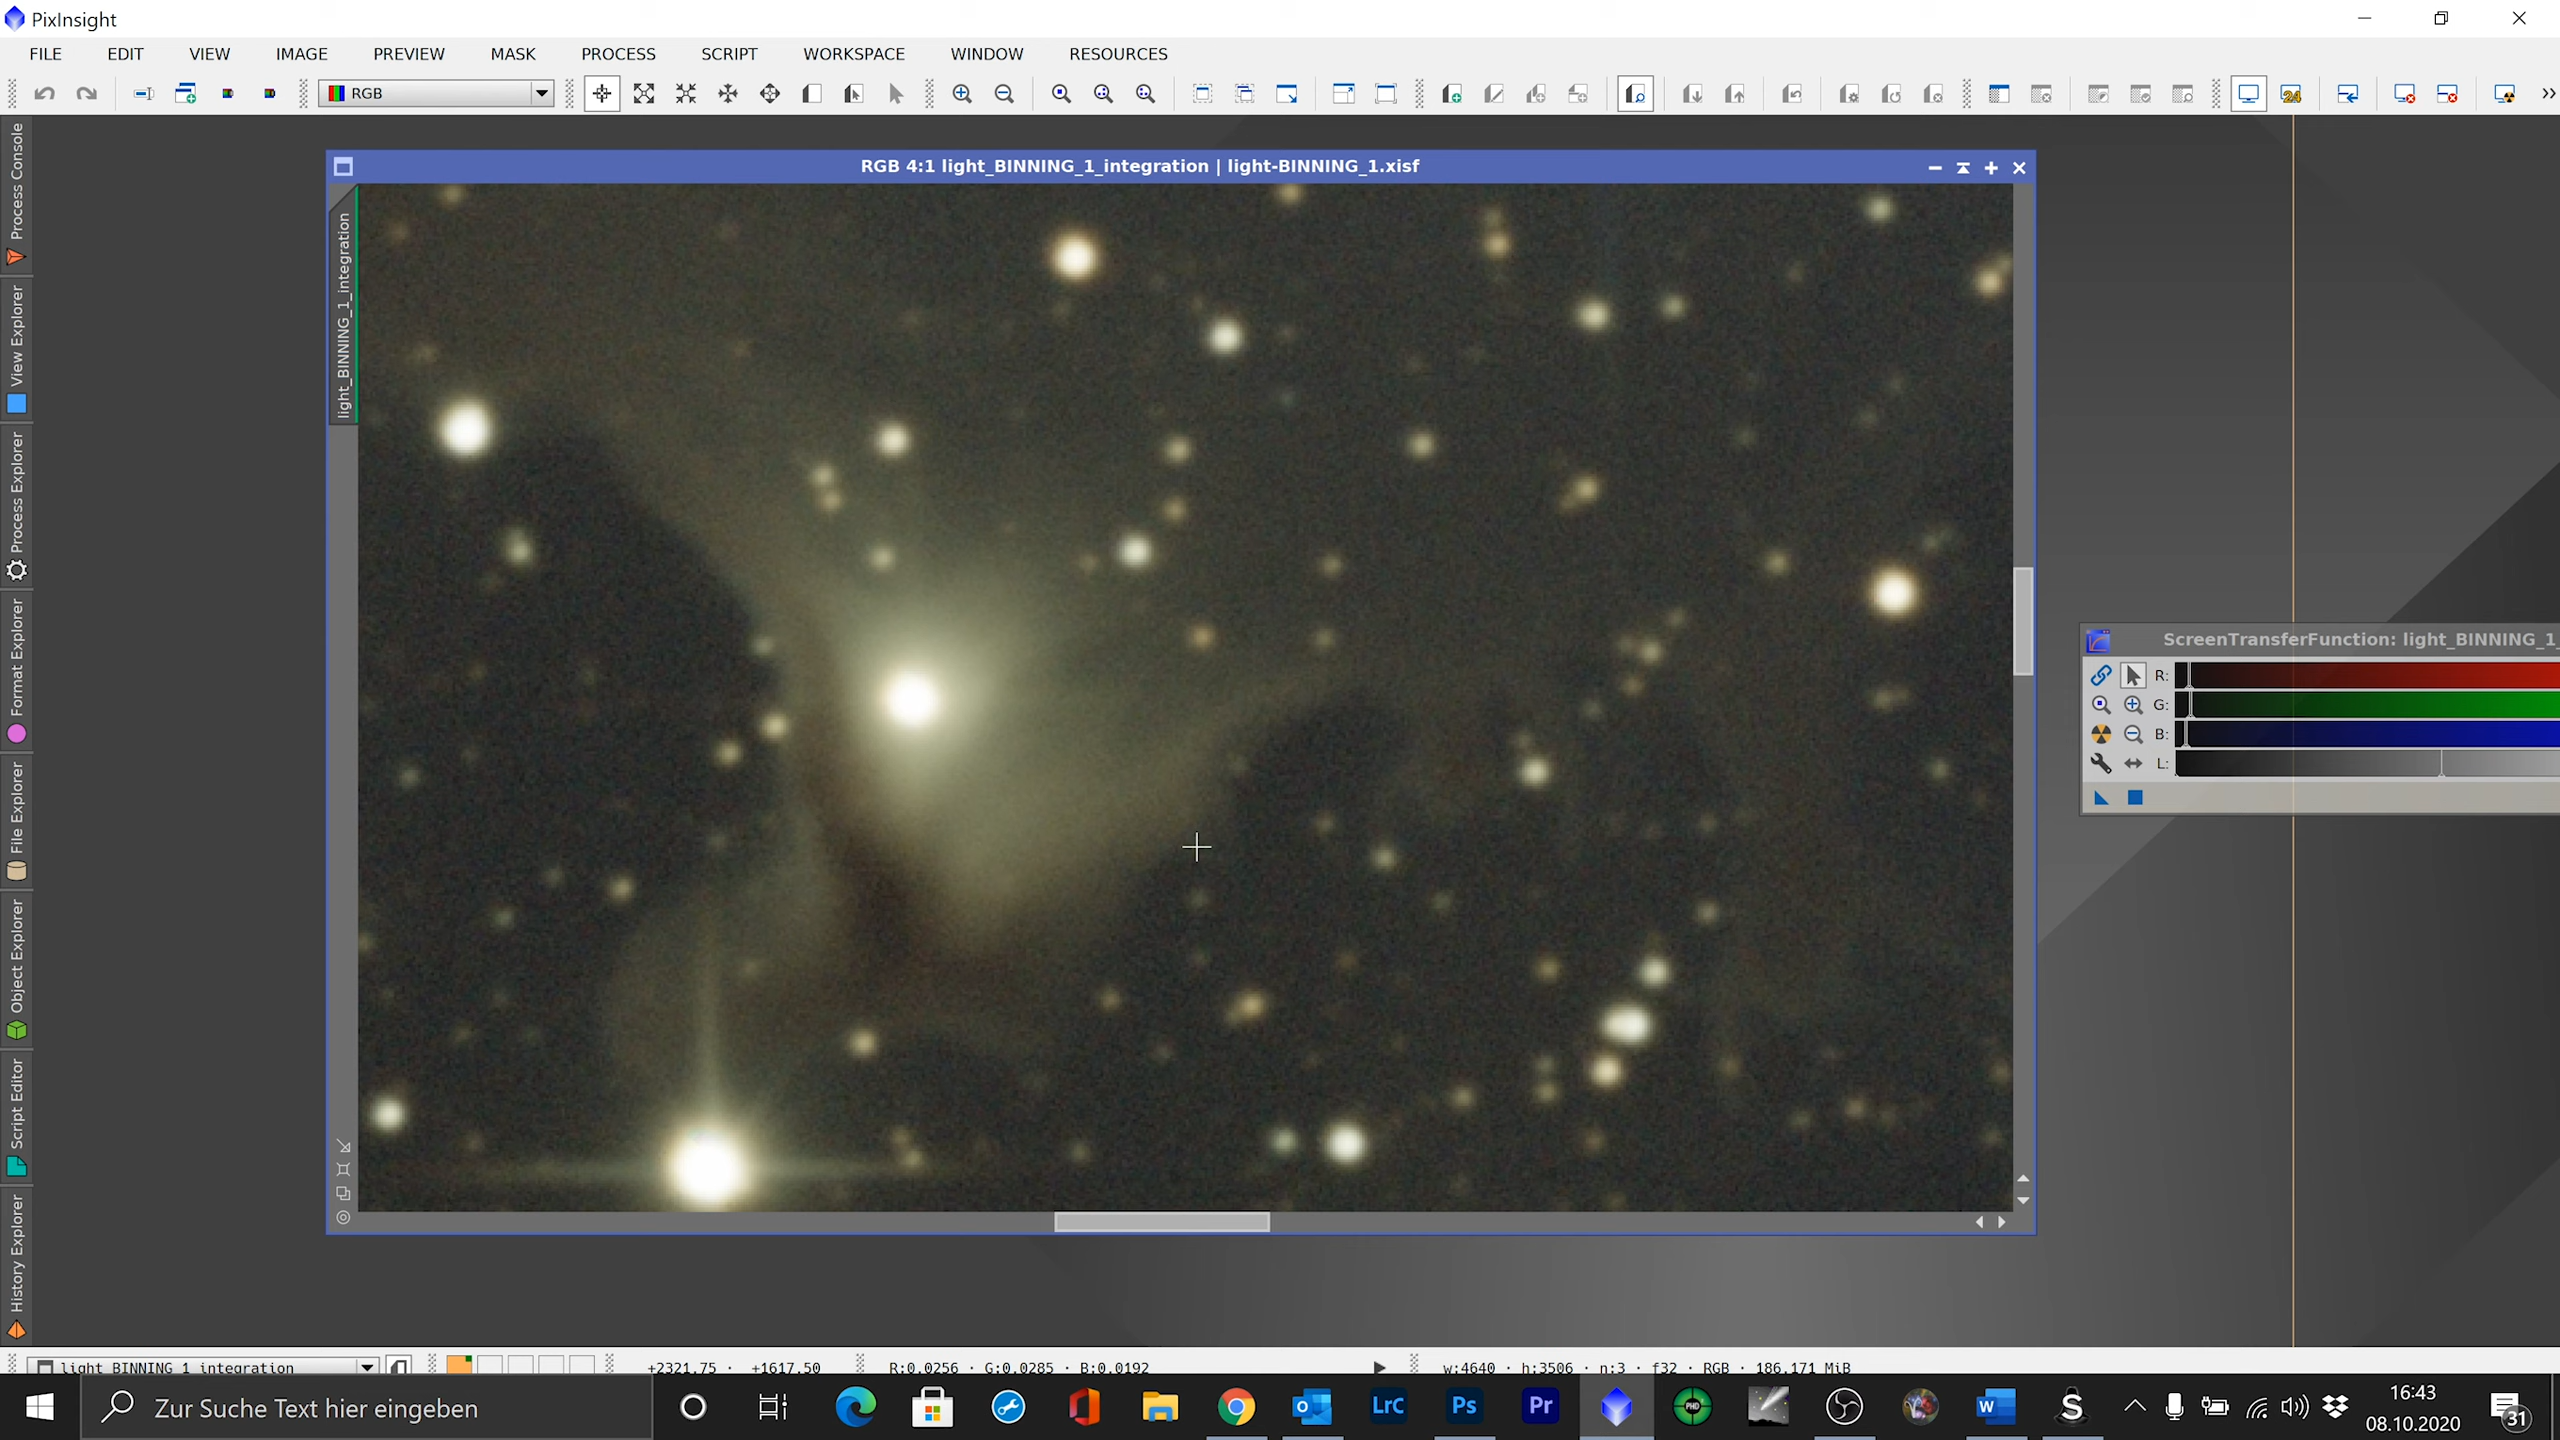 PixInsight
FILE EDIT VIEW IMAGE PREVIEW MASK PROCESS SCRIPT WORKSPACE WINDOW RESOURCES
RGB
24
Process Console
View Explorer
Process Explorer
Format Explorer
File Explorer
Object Explorer
Script Editor
History Explorer
RGB 4:1 light_BINNING_1_integration | light-BINNING_1.xisf
light_BINNING_1_integration
ScreenTransferFunction: light_BINNING_1_
R:
G:
B:
L:
light_BINNING_1_integration
+2321.75 · +1617.50
R:0.0256 · G:0.0285 · B:0.0192
w:4640 · h:3506 · n:3 · f32 · RGB · 186.171 MiB
Zur Suche Text hier eingeben
LrC
Ps
Pr
PHD
W
S
16:43
08.10.2020
31